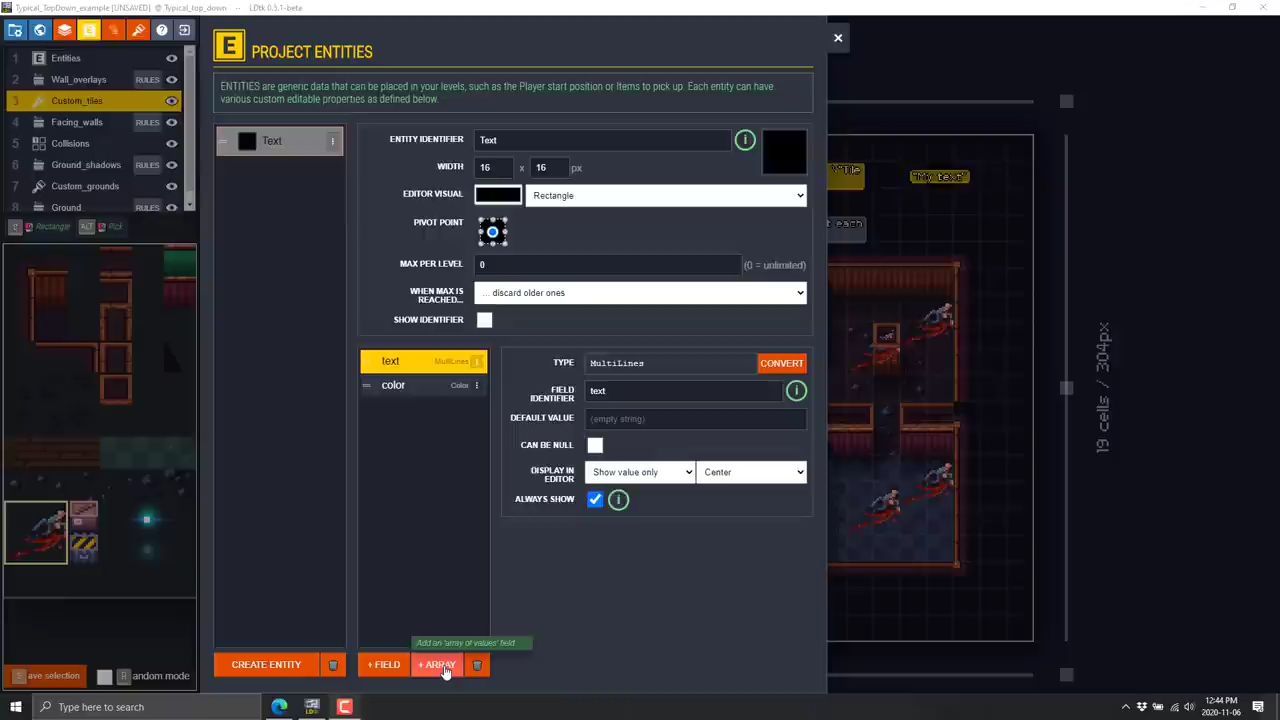 Typical_TopDown_example [UNSAVED] @ Typical_top_down -- LDtk 0.5.1-beta
1 Entities
2 Wall_overlays RULES
3 Custom_tiles
4 Facing_walls RULES
5 Collisions
6 Ground_shadows RULES
7 Custom_grounds
8 Ground RULES
Rectangle ALT Pick
S ave selection R andom mode
E PROJECT ENTITIES
ENTITIES are generic data that can be placed in your levels, such as the Player start position or Items to pick up. Each entity can
have various custom editable properties as defined below.
Text
ENTITY IDENTIFIER Text i
WIDTH 16 x 16 px
EDITOR VISUAL Rectangle
PIVOT POINT
MAX PER LEVEL 0 (0 = unlimited)
WHEN MAX IS
REACHED... ... discard older ones
SHOW IDENTIFIER
text MultiLines
color Color
TYPE MultiLines CONVERT
FIELD
IDENTIFIER text i
DEFAULT VALUE (empty string)
CAN BE NULL
DISPLAY IN
EDITOR Show value only Center
ALWAYS SHOW i
Add an 'array of values' field
CREATE ENTITY + FIELD + ARRAY
"My text"
each
19 cells / 304px
Type here to search
12:44 PM
2020-11-06